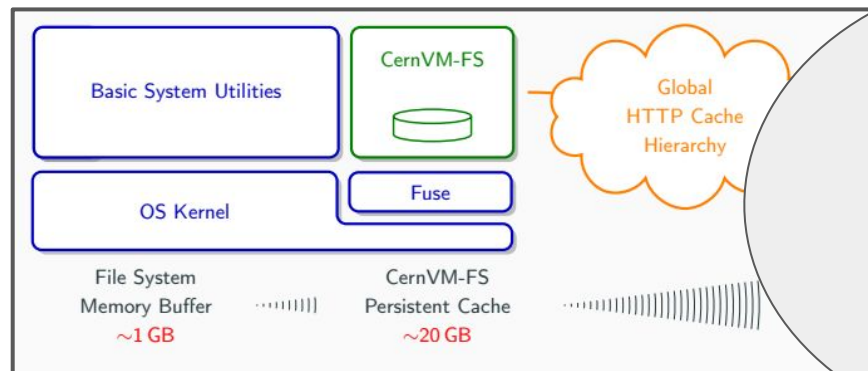 Basic System Utilities
CernVM-FS
Global
HTTP Cache
Hierarchy
OS Kernel
Fuse
File System
Memory Buffer
∼1 GB
CernVM-FS
Persistent Cache
∼20 GB